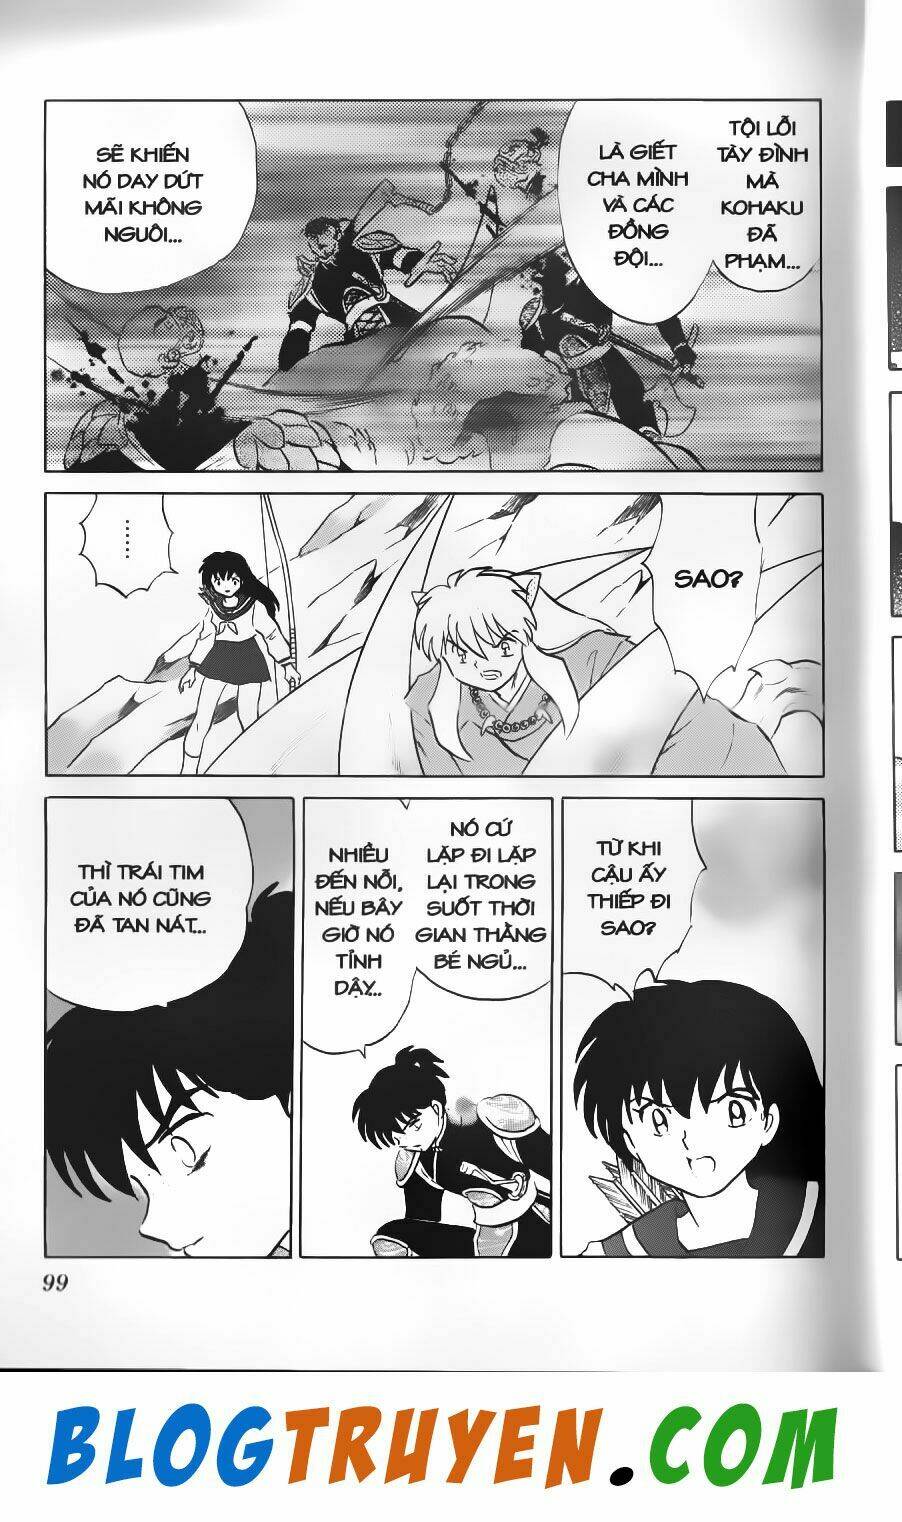 TỘI LỖI
TÀY ĐÌNH
MÀ
KOHAKU
ĐÃ
PHẠM...
LÀ GIẾT
CHA MÌNH
VÀ CÁC
ĐỒNG
ĐỘI...
SẼ KHIẾN
NÓ DAY DỨT
MÃI KHÔNG
NGUÔI...
SAO?
......
TỪ KHI
CẬU ẤY
THIẾP ĐI
SAO?
NÓ CỨ
LẶP ĐI LẶP
LẠI TRONG
SUỐT THỜI
GIAN THẰNG
BÉ NGỦ...
NHIỀU
ĐẾN NỖI,
NẾU BÂY
GIỜ NÓ
TỈNH
DẬY...
THÌ TRÁI TIM
CỦA NÓ CŨNG
ĐÃ TAN NÁT...
99
BLOGTRUYEN.COM